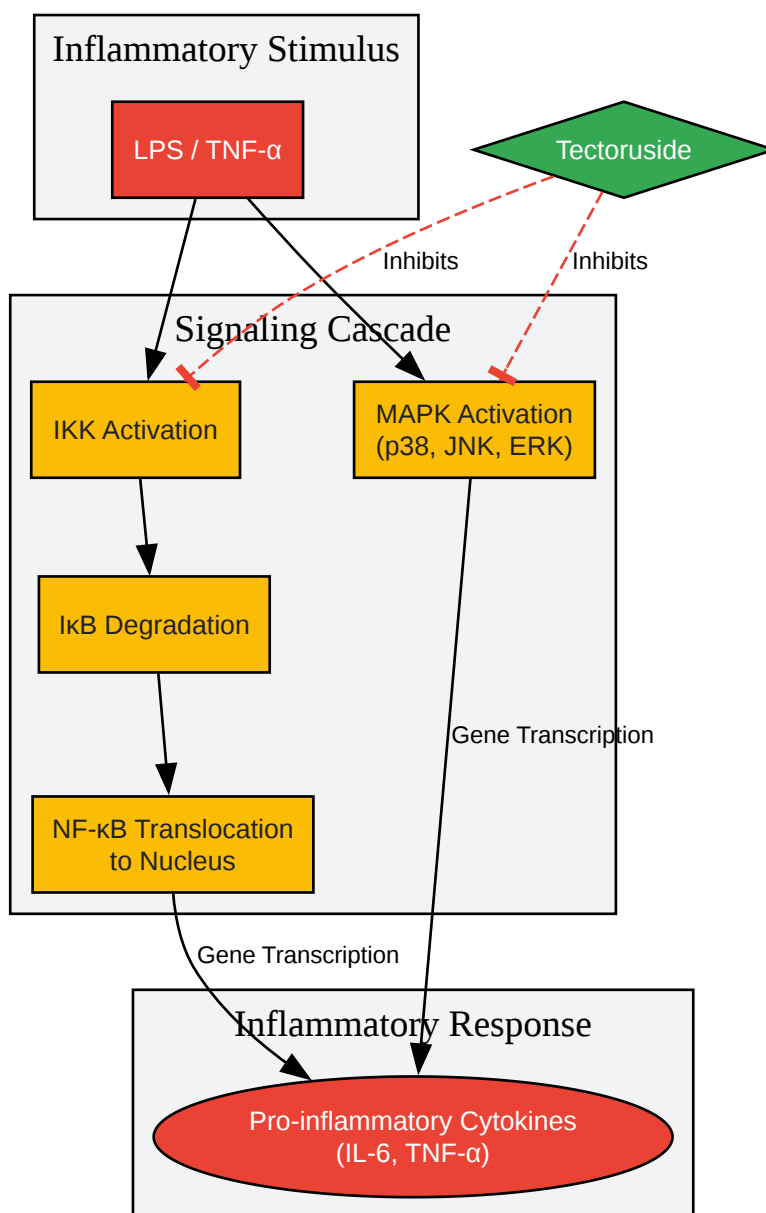 Inflammatory Stimulus
LPS / TNF-α
Tectoruside
Inhibits
Inhibits
Signaling Cascade
IKK Activation
MAPK Activation
(p38, JNK, ERK)
IκB Degradation
Gene Transcription
NF-κB Translocation
to Nucleus
Gene Transcription
Inflammatory Response
Pro-inflammatory Cytokines
(IL-6, TNF-α)